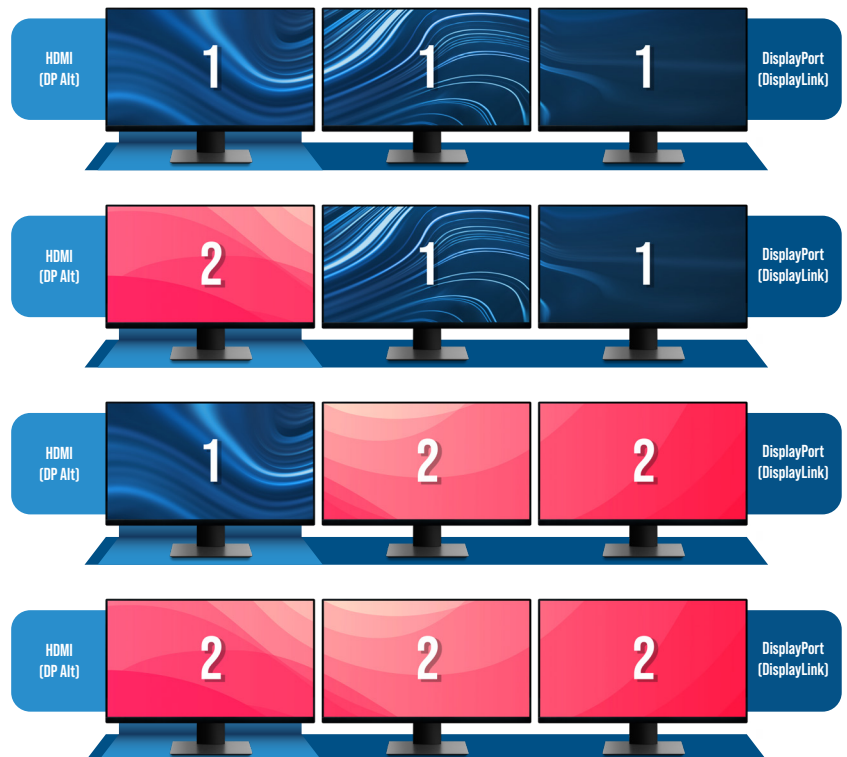 HDMI
(DP Alt)
1
1
1
DisplayPort
(DisplayLink)
HDMI
(DP Alt)
2
1
1
DisplayPort
(DisplayLink)
HDMI
(DP Alt)
1
2
2
DisplayPort
(DisplayLink)
HDMI
(DP Alt)
2
2
2
DisplayPort
(DisplayLink)